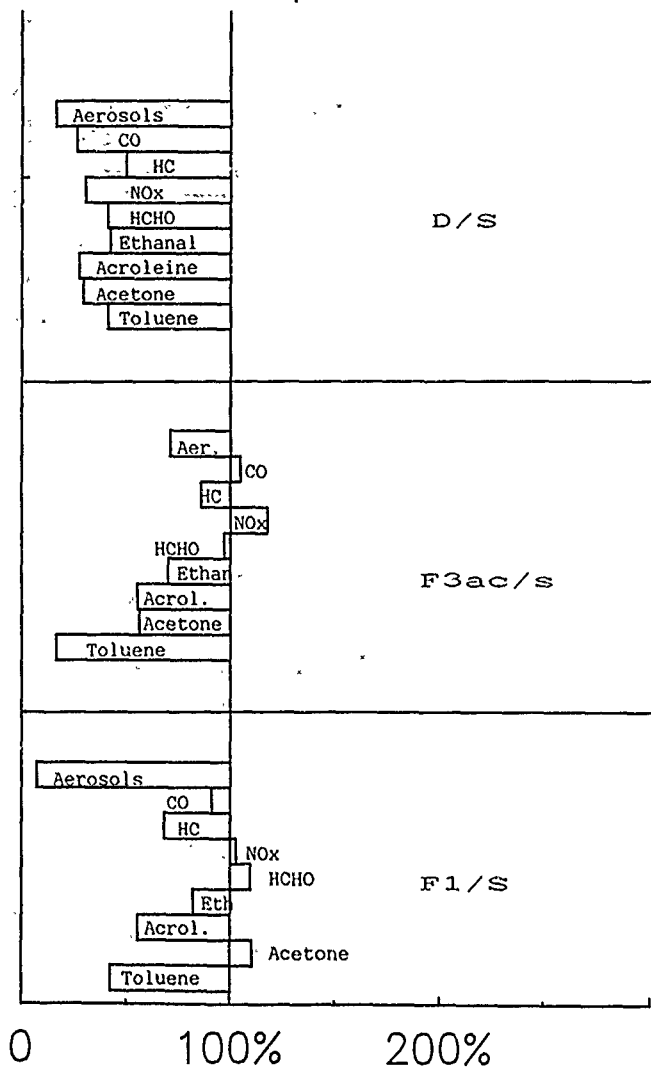 Aerosols
CO
HC
NOx
HCHO
D/S
Ethanal
Acroleine
Acetone
Toluene
Aer.
CO
HC
NOx
HCHO
Ethan
F3ac/s
Acrol.
Acetone
Toluene
Aerosols
CO
HC
NOx
HCHO
F1/S
Eth
Acrol.
Acetone
Toluene
0 100% 200%